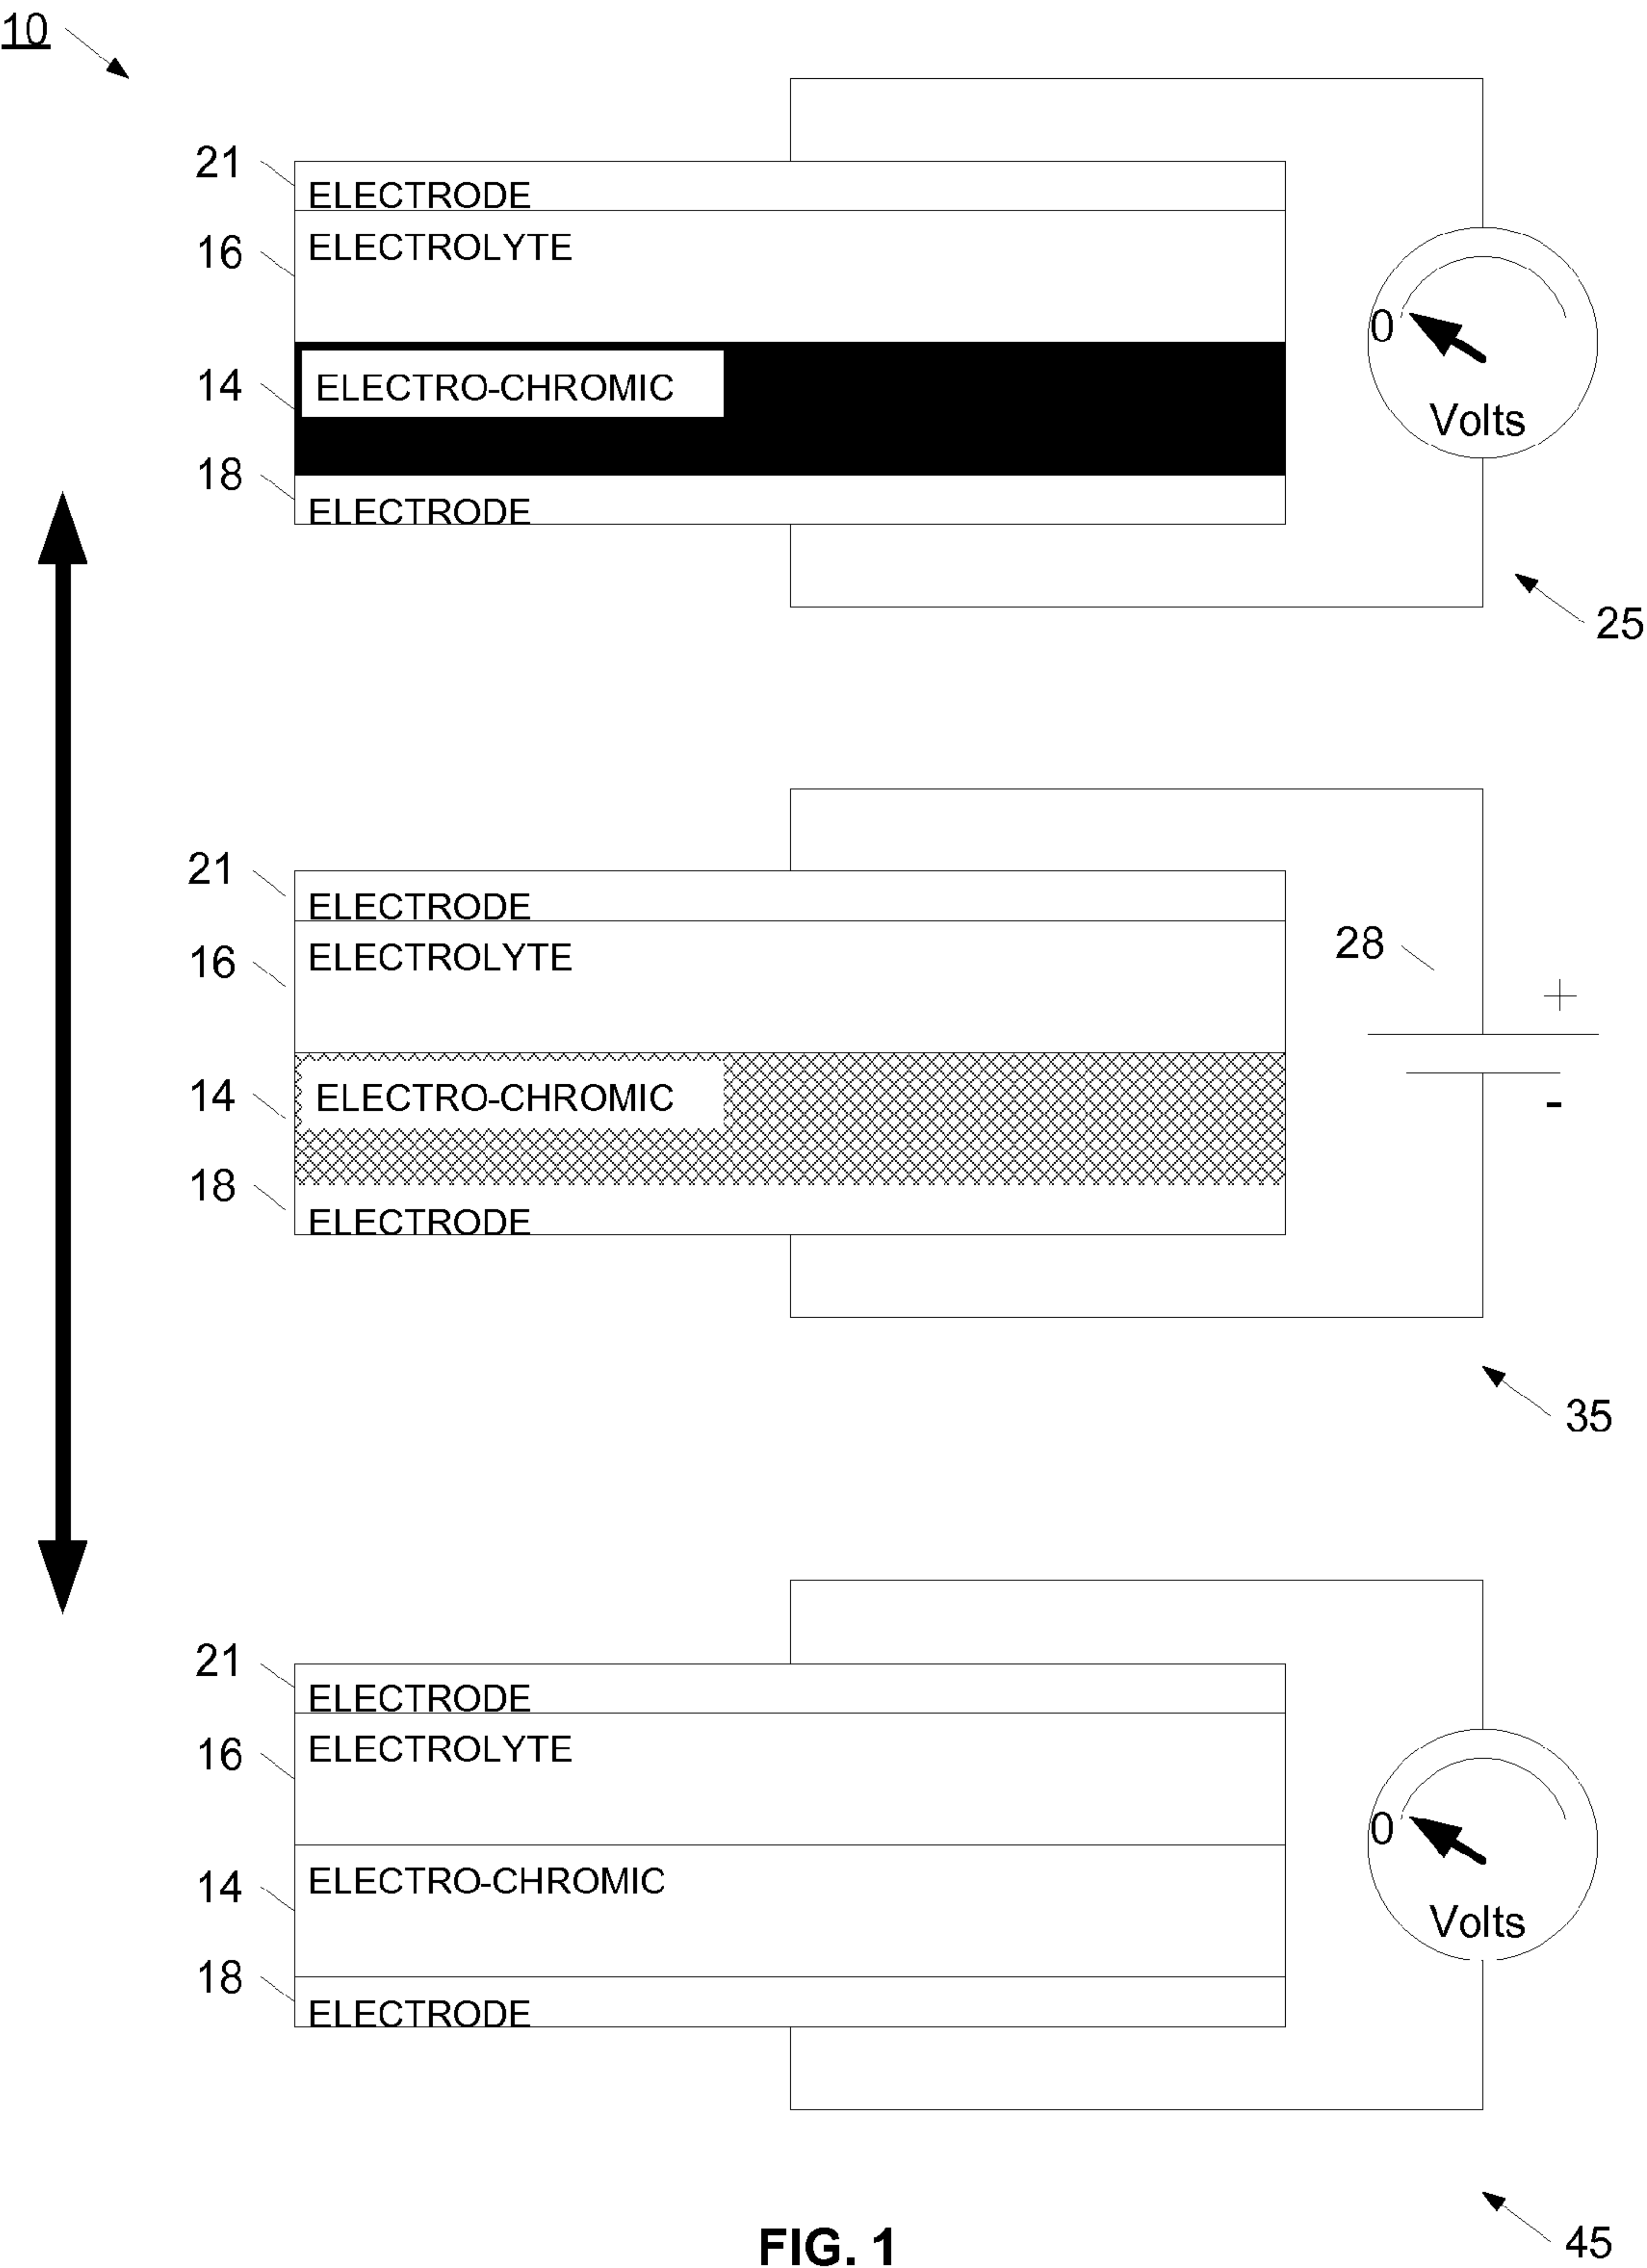 10
21
ELECTRODE
16
ELECTROLYTE
0
14
ELECTRO-CHROMIC
Volts
18
ELECTRODE
25
21
ELECTRODE
16
ELECTROLYTE
28
+
14
ELECTRO-CHROMIC
-
18
ELECTRODE
35
21
ELECTRODE
16
ELECTROLYTE
0
14
ELECTRO-CHROMIC
Volts
18
ELECTRODE
45
FIG. 1